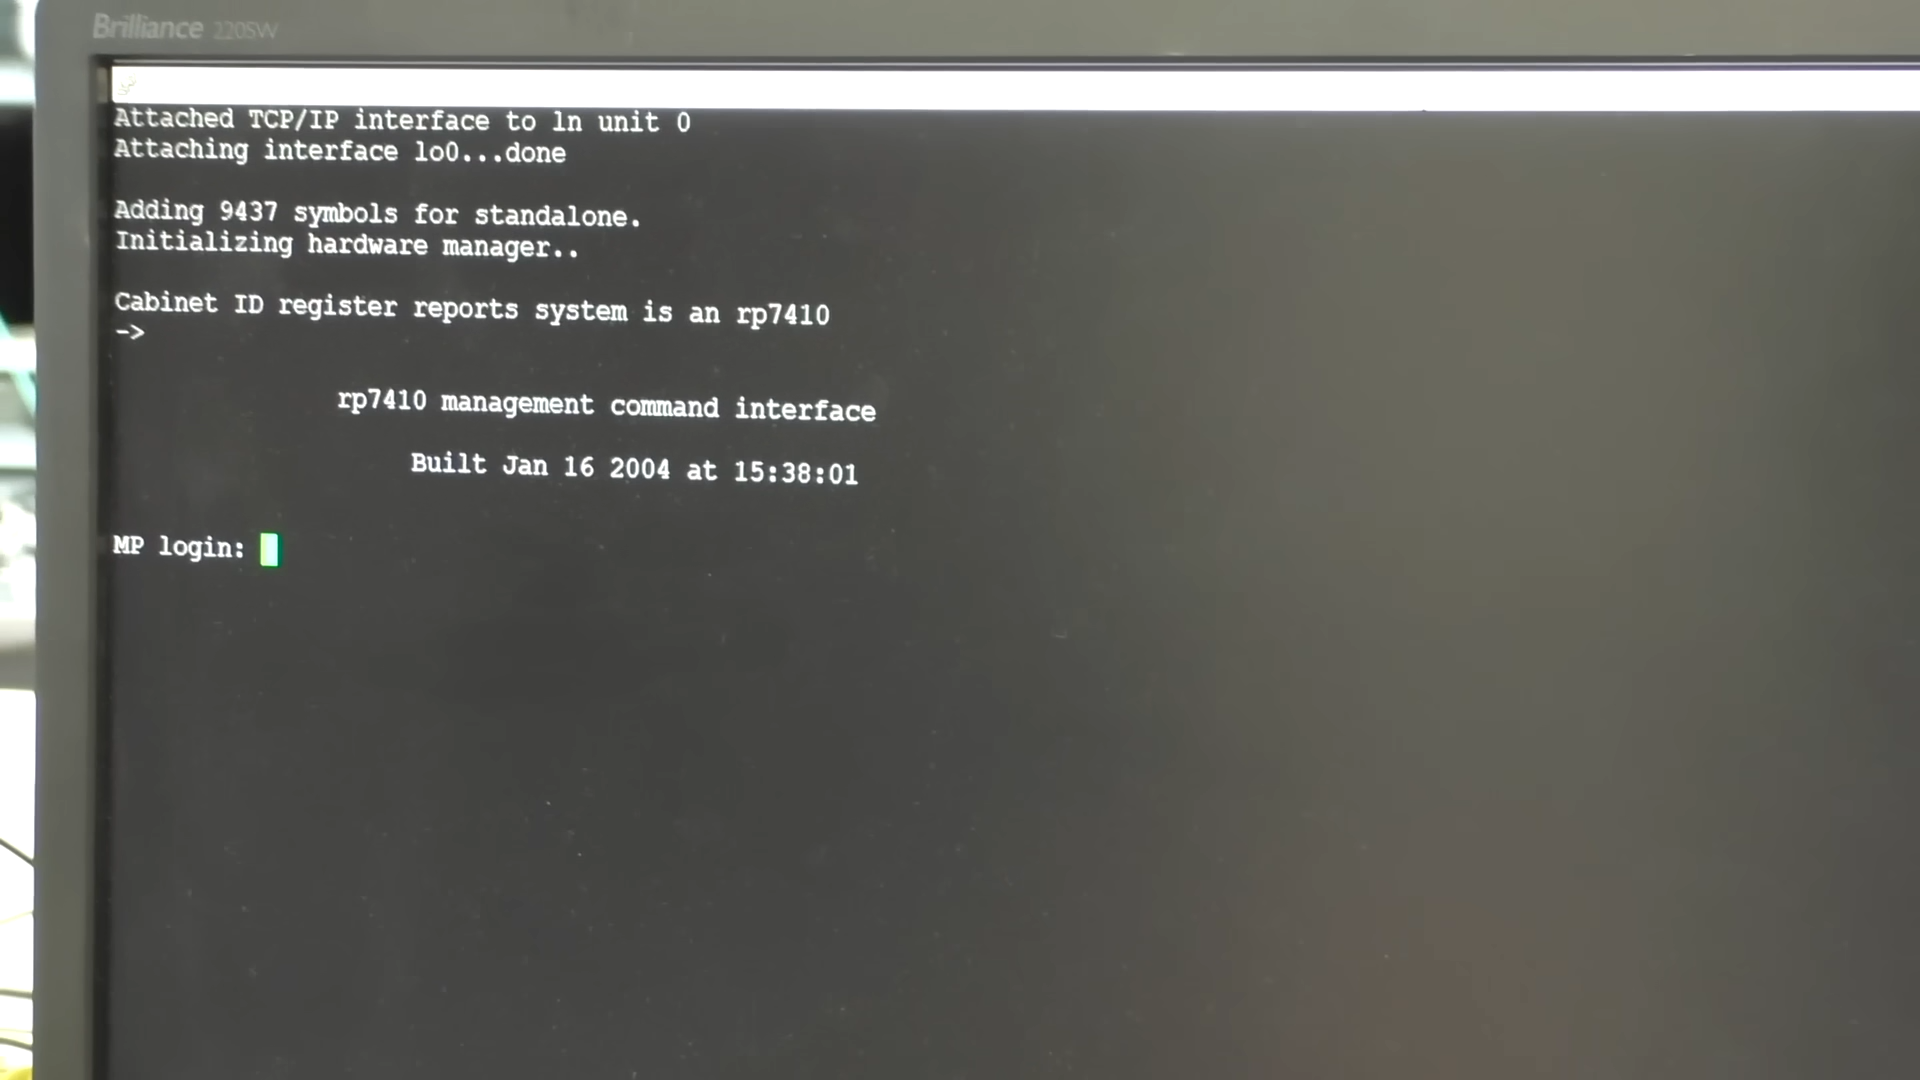 Brilliance 220SW
Attached TCP/IP interface to ln unit 0
Attaching interface lo0...done
Adding 9437 symbols for standalone.
Initializing hardware manager..
Cabinet ID register reports system is an rp7410
->
rp7410 management command interface
Built Jan 16 2004 at 15:38:01
MP login: